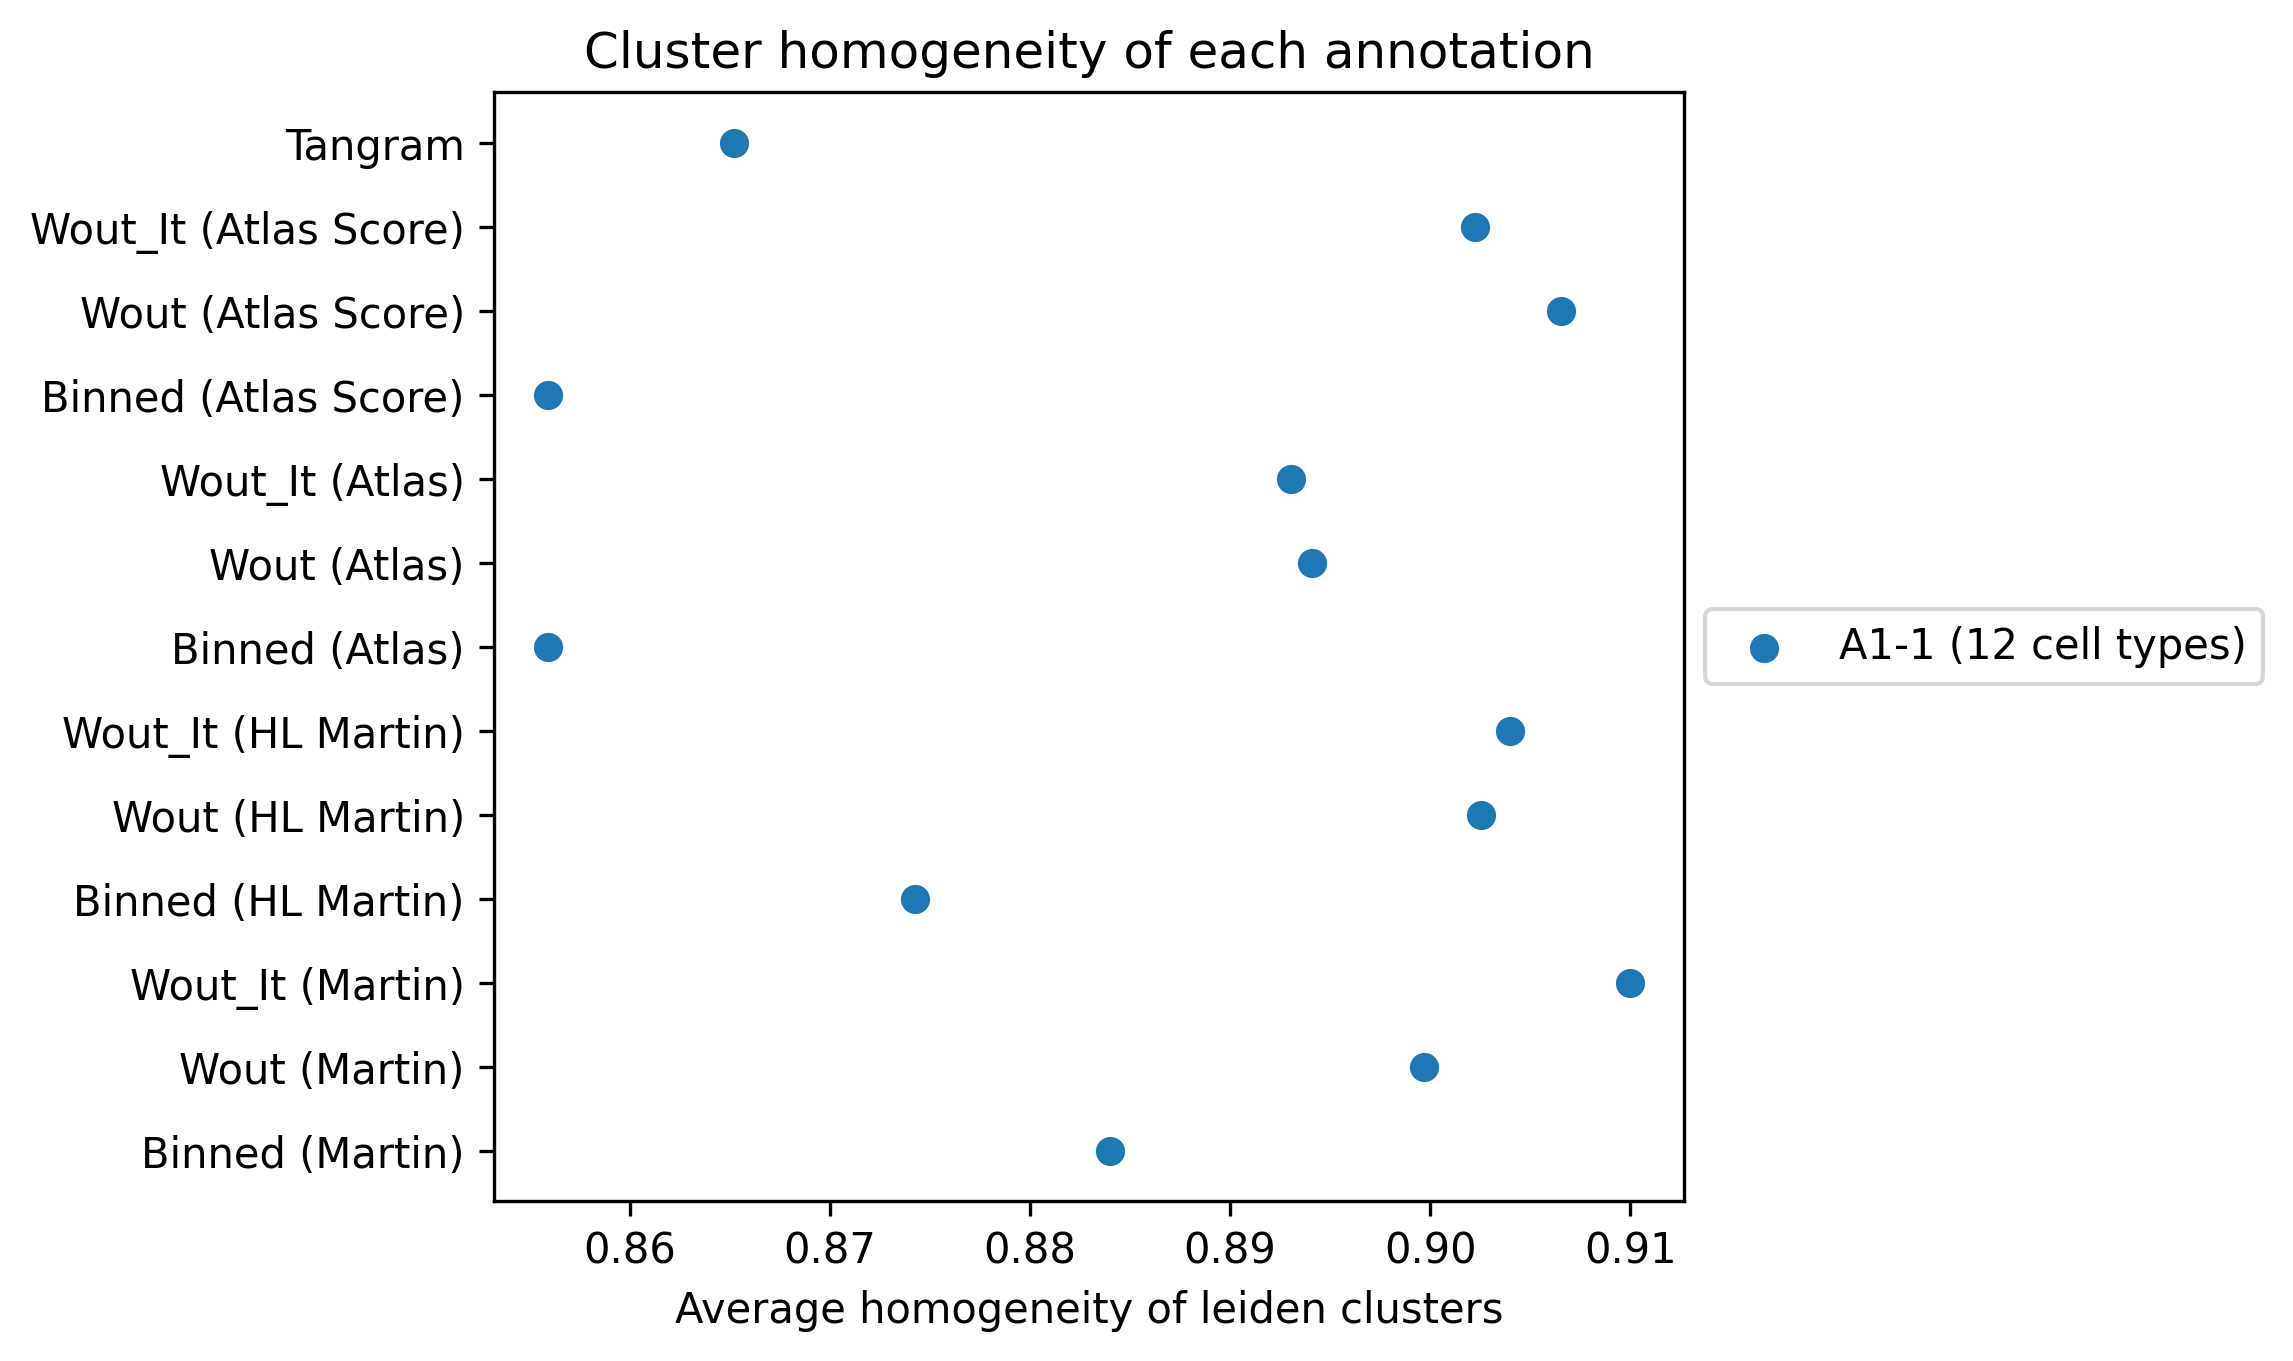 Cluster homogeneity of each annotation
Tangram
Wout_It (Atlas Score)
Wout (Atlas Score)
Binned (Atlas Score)
Wout_It (Atlas)
Wout (Atlas)
Binned (Atlas)
Wout_It (HL Martin)
Wout (HL Martin)
Binned (HL Martin)
Wout_It (Martin)
Wout (Martin)
Binned (Martin)
0.86 0.87 0.88 0.89 0.90 0.91
Average homogeneity of leiden clusters
A1-1 (12 cell types)